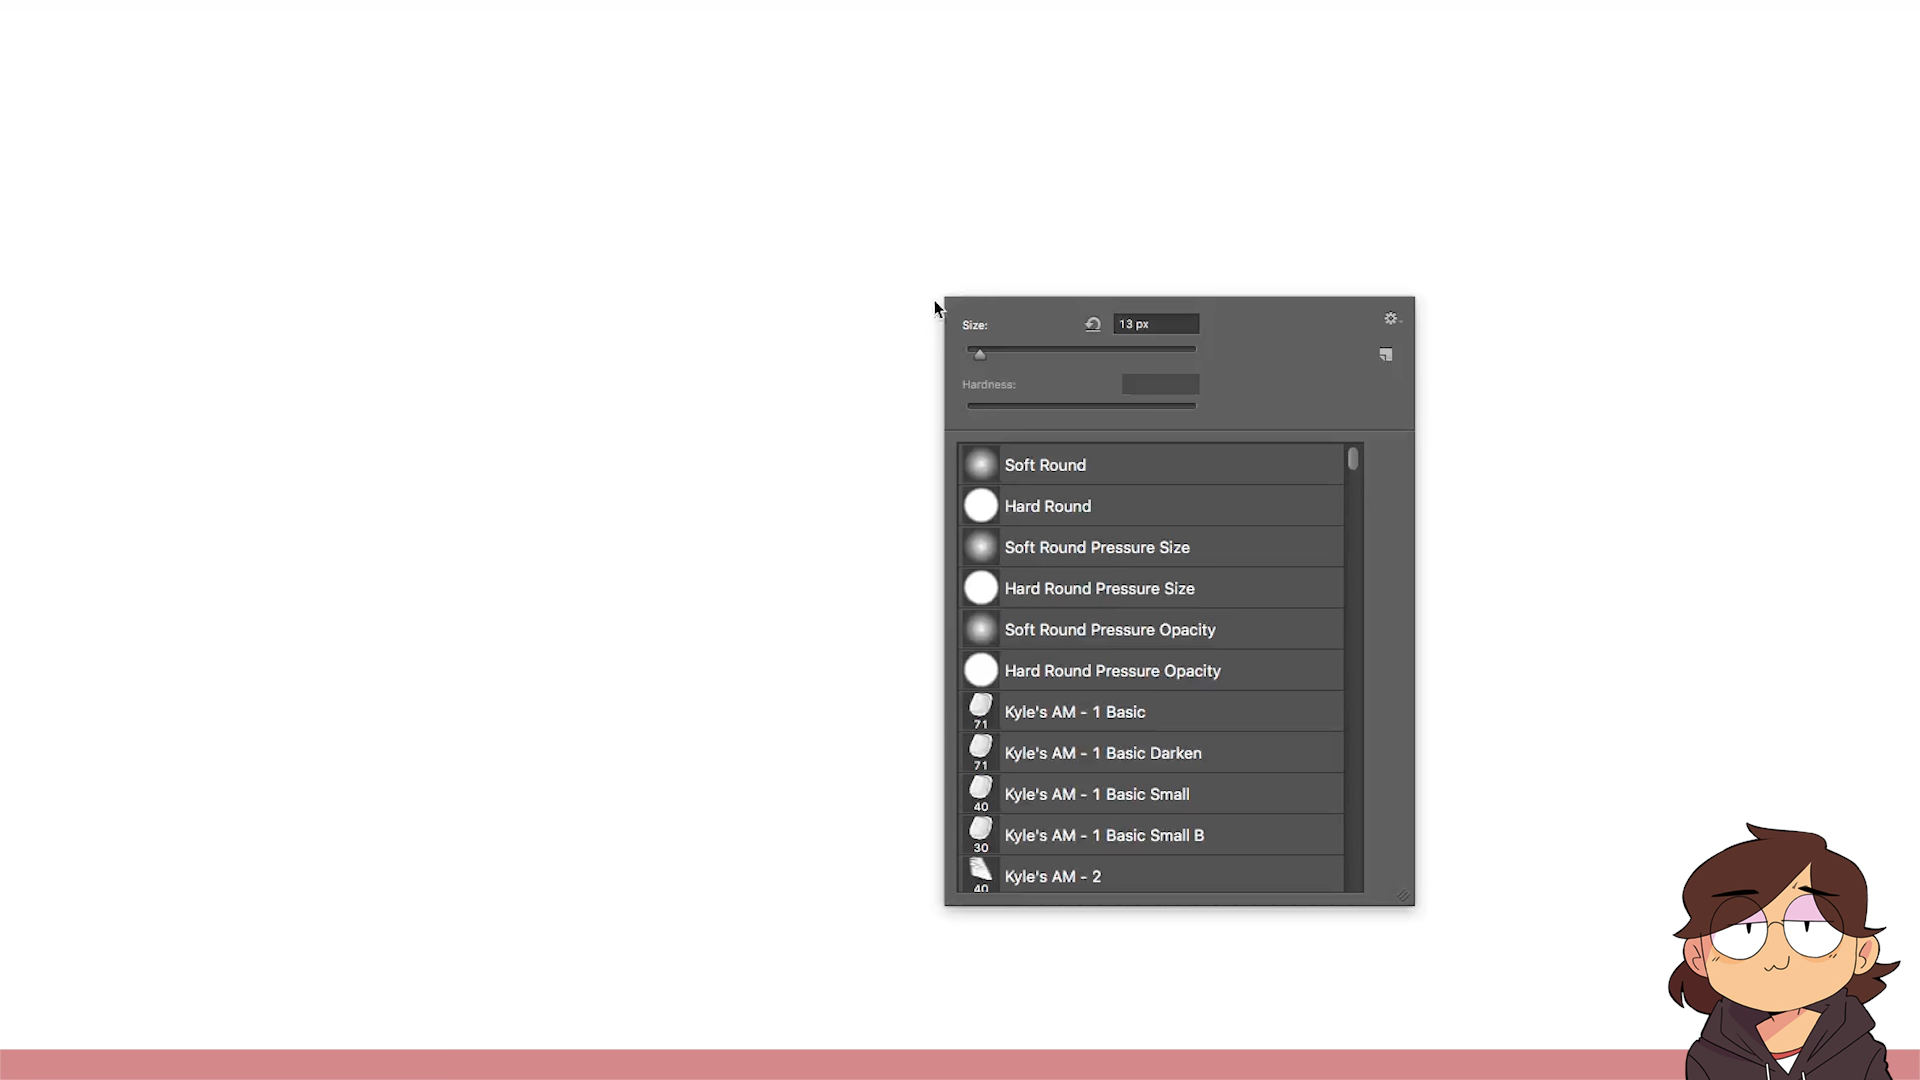 Size:
13 px
Hardness:
Soft Round
Hard Round
Soft Round Pressure Size
Hard Round Pressure Size
Soft Round Pressure Opacity
Hard Round Pressure Opacity
71
Kyle's AM - 1 Basic
71
Kyle's AM - 1 Basic Darken
40
Kyle's AM - 1 Basic Small
30
Kyle's AM - 1 Basic Small B
40
Kyle's AM - 2